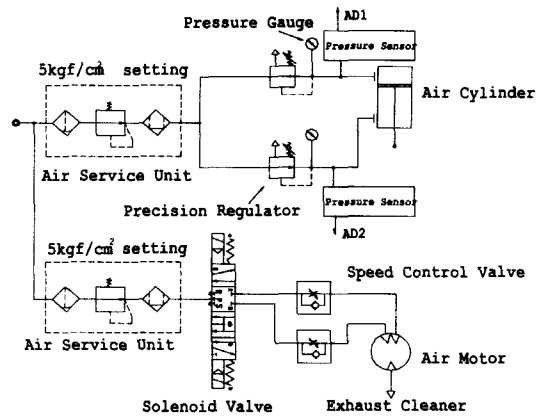 Pressure Gauge
AD1
Pressure Sensor
5kgf/cm² setting
Air Cylinder
Air Service Unit
Pressure Sensor
Precision Regulator
AD2
5kgf/cm² setting
Speed Control Valve
Air Service Unit
Air Motor
Solenoid Valve
Exhaust Cleaner